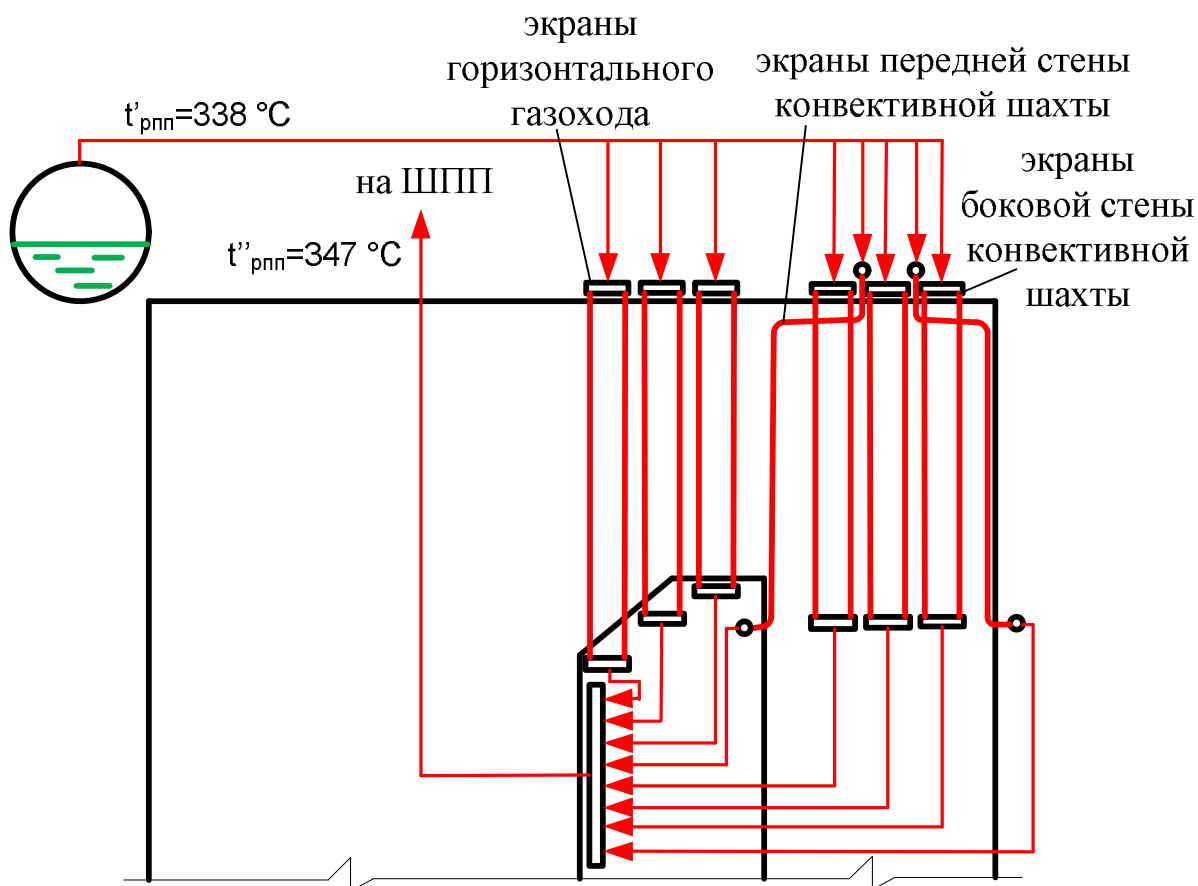 экраны
горизонтального
газохода
экраны передней стены
конвективной шахты
t'рпп=338 °C
экраны
боковой стены
конвективной
шахты
на ШПП
t''рпп=347 °C